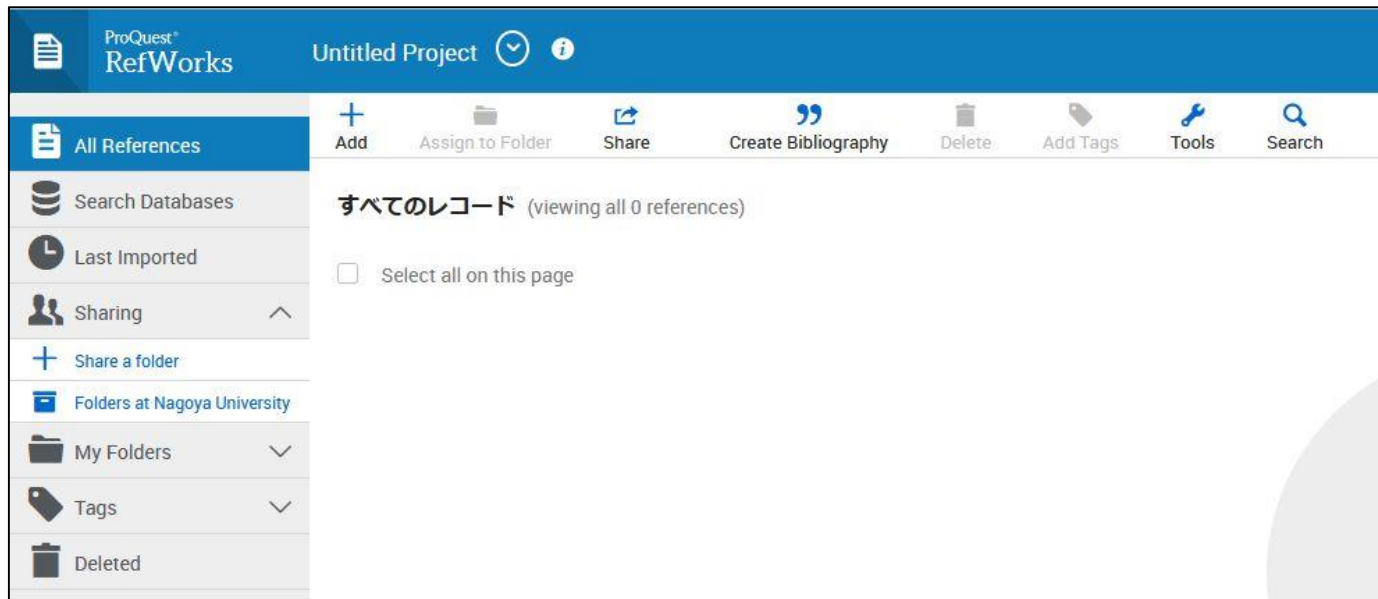 ProQuest®
RefWorks
Untitled Project
All References
Search Databases
Last Imported
Sharing
Share a folder
Folders at Nagoya University
My Folders
Tags
Deleted
Add
Assign to Folder
Share
Create Bibliography
Delete
Add Tags
Tools
Search
すべてのレコード (viewing all 0 references)
Select all on this page